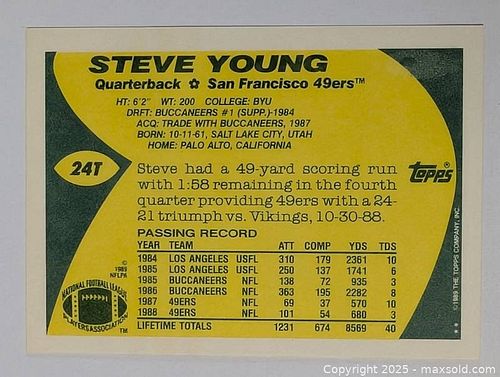 STEVE YOUNG
Quarterback ✩ San Francisco 49ers™
HT: 6'2" WT: 200 COLLEGE: BYU
DRFT: BUCCANEERS #1 (SUPP.)-1984
ACQ: TRADE WITH BUCCANEERS, 1987
BORN: 10-11-61, SALT LAKE CITY, UTAH
HOME: PALO ALTO, CALIFORNIA
24T
Steve had a 49-yard scoring run
with 1:58 remaining in the fourth
quarter providing 49ers with a 24-
21 triumph vs. Vikings, 10-30-88.
topps®
PASSING RECORD
YEAR TEAM ATT COMP YDS TDS
1984 LOS ANGELES USFL 310 179 2361 10
1985 LOS ANGELES USFL 250 137 1741 6
1985 BUCCANEERS NFL 138 72 935 3
1986 BUCCANEERS NFL 363 195 2282 8
1987 49ERS NFL 69 37 570 10
1988 49ERS NFL 101 54 680 3
LIFETIME TOTALS 1231 674 8569 40
© 1989
NFLPA
NATIONAL FOOTBALL LEAGUE
PLAYERS ASSOCIATION
™
©1989 THE TOPPS COMPANY, INC.
**
Copyright 2025 - maxsold.com